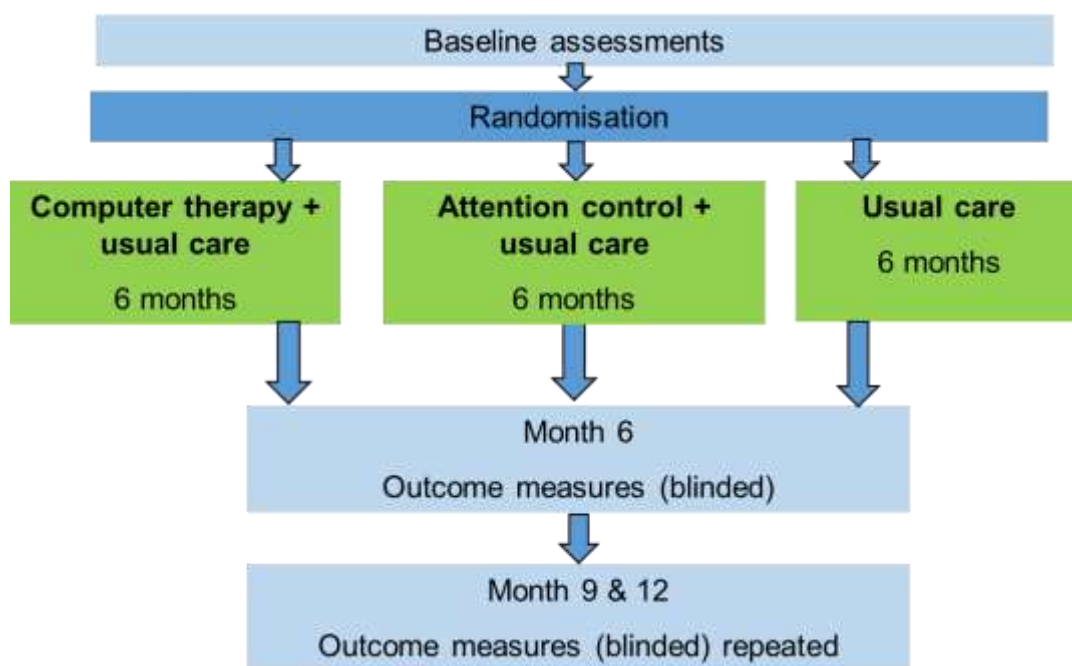 Baseline assessments
Randomisation
Computer therapy +
usual care
6 months
Attention control +
usual care
6 months
Usual care
6 months
Month 6
Outcome measures (blinded)
Month 9 & 12
Outcome measures (blinded) repeated